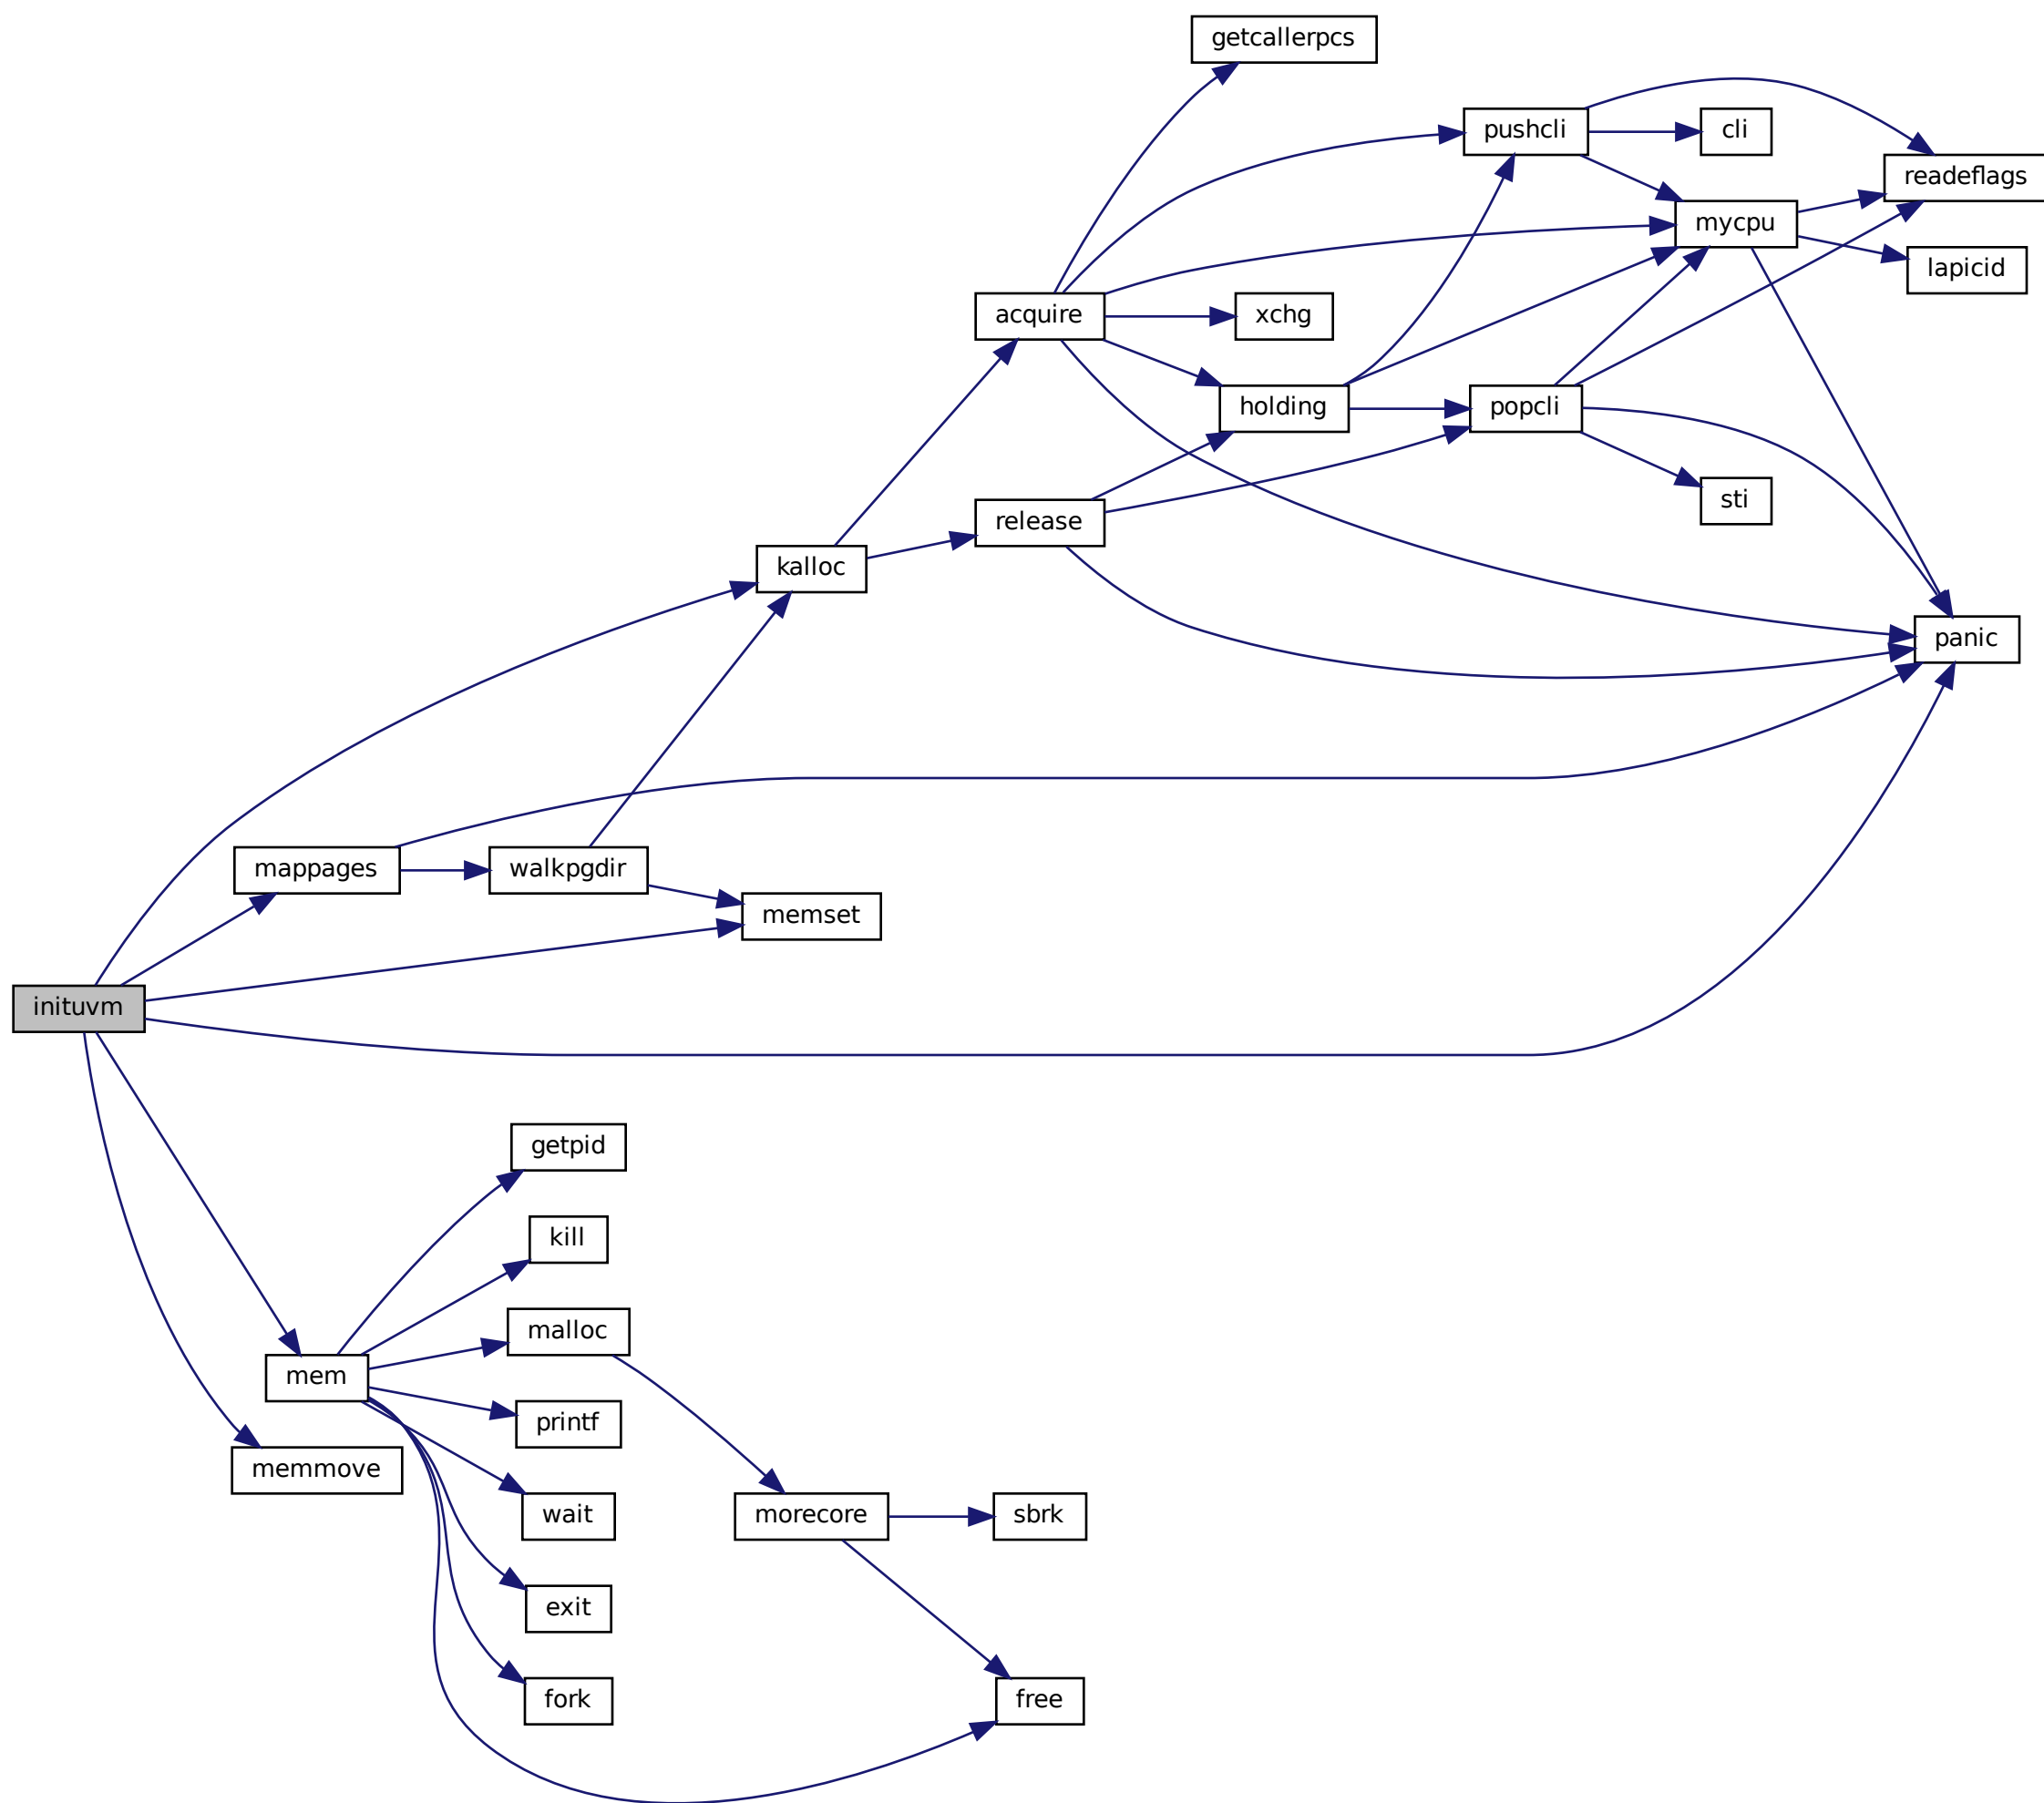 getcallerpcs
pushcli
cli
readeflags
mycpu
lapicid
acquire
xchg
holding
popcli
sti
release
kalloc
panic
mappages
walkpgdir
memset
inituvm
getpid
kill
malloc
mem
printf
memmove
wait
morecore
sbrk
exit
fork
free